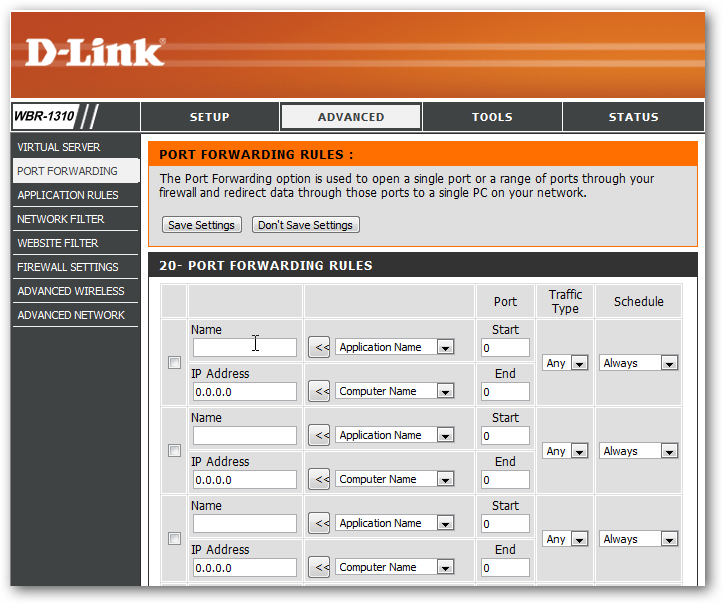 D-Link®
WBR-1310
SETUP
ADVANCED
TOOLS
STATUS
VIRTUAL SERVER
PORT FORWARDING
APPLICATION RULES
NETWORK FILTER
WEBSITE FILTER
FIREWALL SETTINGS
ADVANCED WIRELESS
ADVANCED NETWORK
PORT FORWARDING RULES :
The Port Forwarding option is used to open a single port or a range of ports through your
firewall and redirect data through those ports to a single PC on your network.
Save Settings
Don't Save Settings
20- PORT FORWARDING RULES
Port
Traffic
Type
Schedule
Name
<<
Application Name
Start
0
Any
Always
IP Address
0.0.0.0
<<
Computer Name
End
0
Name
<<
Application Name
Start
0
Any
Always
IP Address
0.0.0.0
<<
Computer Name
End
0
Name
<<
Application Name
Start
0
Any
Always
IP Address
0.0.0.0
<<
Computer Name
End
0